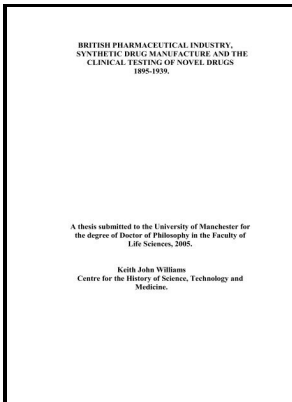 BRITISH PHARMACEUTICAL INDUSTRY,
SYNTHETIC DRUG MANUFACTURE AND THE
CLINICAL TESTING OF NOVEL DRUGS
1895-1939.
A thesis submitted to the University of Manchester for
the degree of Doctor of Philosophy in the Faculty of
Life Sciences, 2005.
Keith John Williams
Centre for the History of Science, Technology and
Medicine.